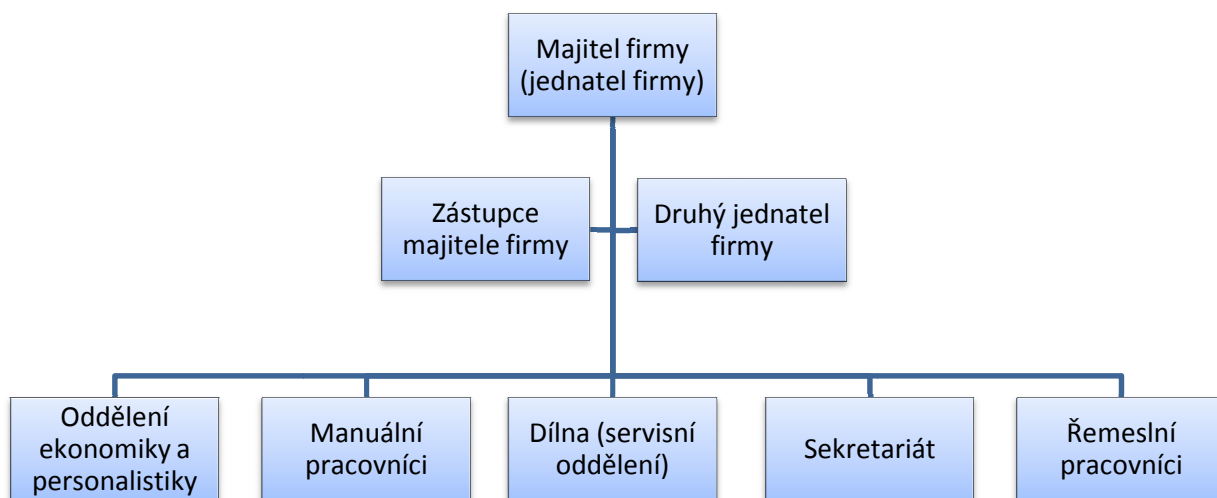 Majitel firmy
(jednatel firmy)
Zástupce
majitele firmy
Druhý jednatel
firmy
Oddělení
ekonomiky a
personalistiky
Manuální
pracovníci
Dílna (servisní
oddělení)
Sekretariát
Řemeslní
pracovníci